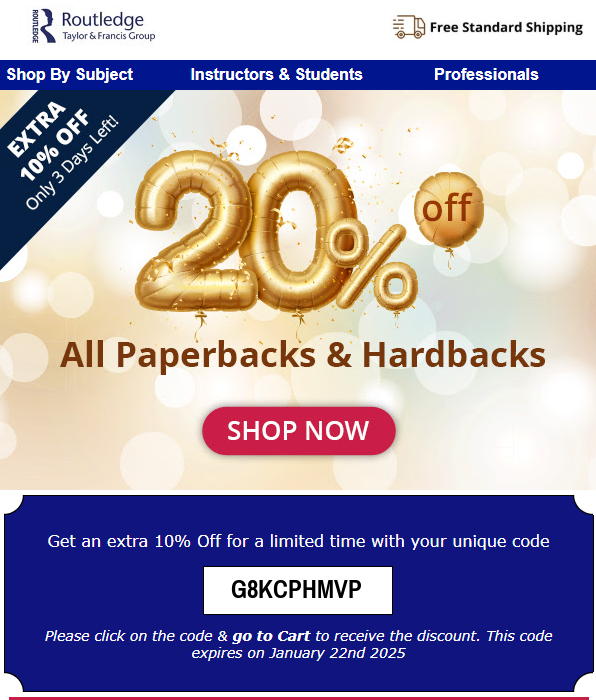 ROUTLEDGE
Routledge
Taylor & Francis Group
Free Standard Shipping
Shop By Subject
Instructors & Students
Professionals
EXTRA
10% OFF
Only 3 Days Left!
20% off
All Paperbacks & Hardbacks
SHOP NOW
Get an extra 10% Off for a limited time with your unique code
G8KCPHMVP
Please click on the code & go to Cart to receive the discount. This code
expires on January 22nd 2025